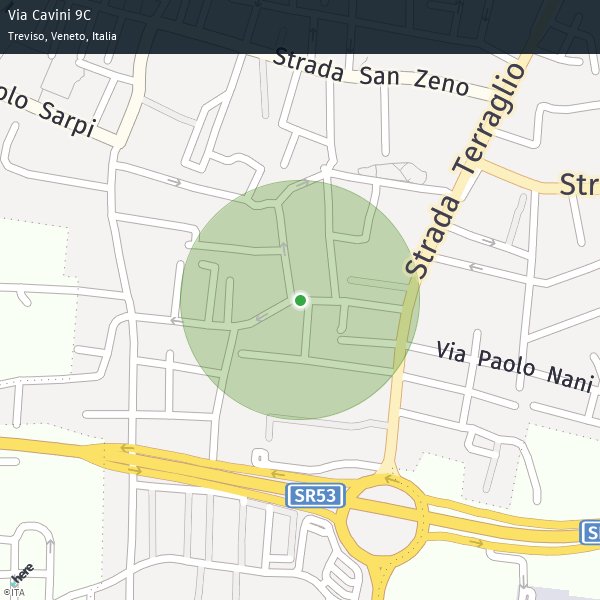 Via Cavini 9C
Treviso, Veneto, Italia
Strada San Zeno
olo Sarpi
Strada Terraglio
Str
Via Paolo Nani
SR53
S
here
©ITA